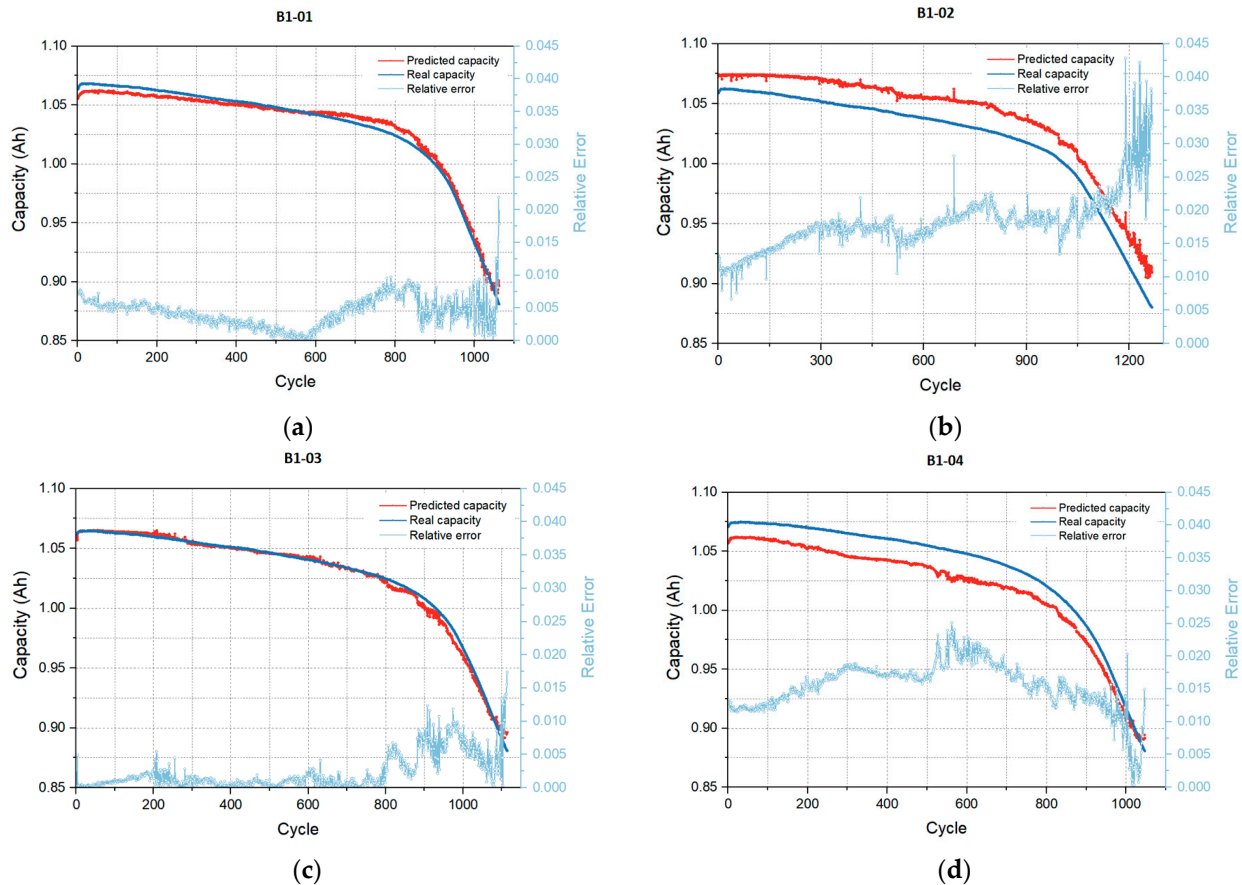 B1-01
1.10
1.05
1.00
0.95
0.90
0.85
Capacity (Ah)
Predicted capacity
Real capacity
Relative error
0.045
0.040
0.035
0.030
0.025
0.020
0.015
0.010
0.005
0.000
Relative Error
0 200 400 600 800 1000
Cycle
(a)
B1-02
1.10
1.05
1.00
0.95
0.90
0.85
Capacity (Ah)
Predicted capacity
Real capacity
Relative error
0.045
0.040
0.035
0.030
0.025
0.020
0.015
0.010
0.005
0.000
Relative Error
0 300 600 900 1200
Cycle
(b)
B1-03
1.10
1.05
1.00
0.95
0.90
0.85
Capacity (Ah)
Predicted capacity
Real capacity
Relative error
0.045
0.040
0.035
0.030
0.025
0.020
0.015
0.010
0.005
0.000
Relative Error
0 200 400 600 800 1000
Cycle
(c)
B1-04
1.10
1.05
1.00
0.95
0.90
0.85
Capacity (Ah)
Predicted capacity
Real capacity
Relative error
0.045
0.040
0.035
0.030
0.025
0.020
0.015
0.010
0.005
0.000
Relative Error
0 200 400 600 800 1000
Cycle
(d)